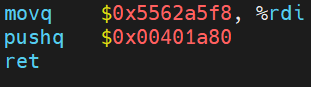 movq    $0x5562a5f8, %rdi
pushq   $0x00401a80
ret